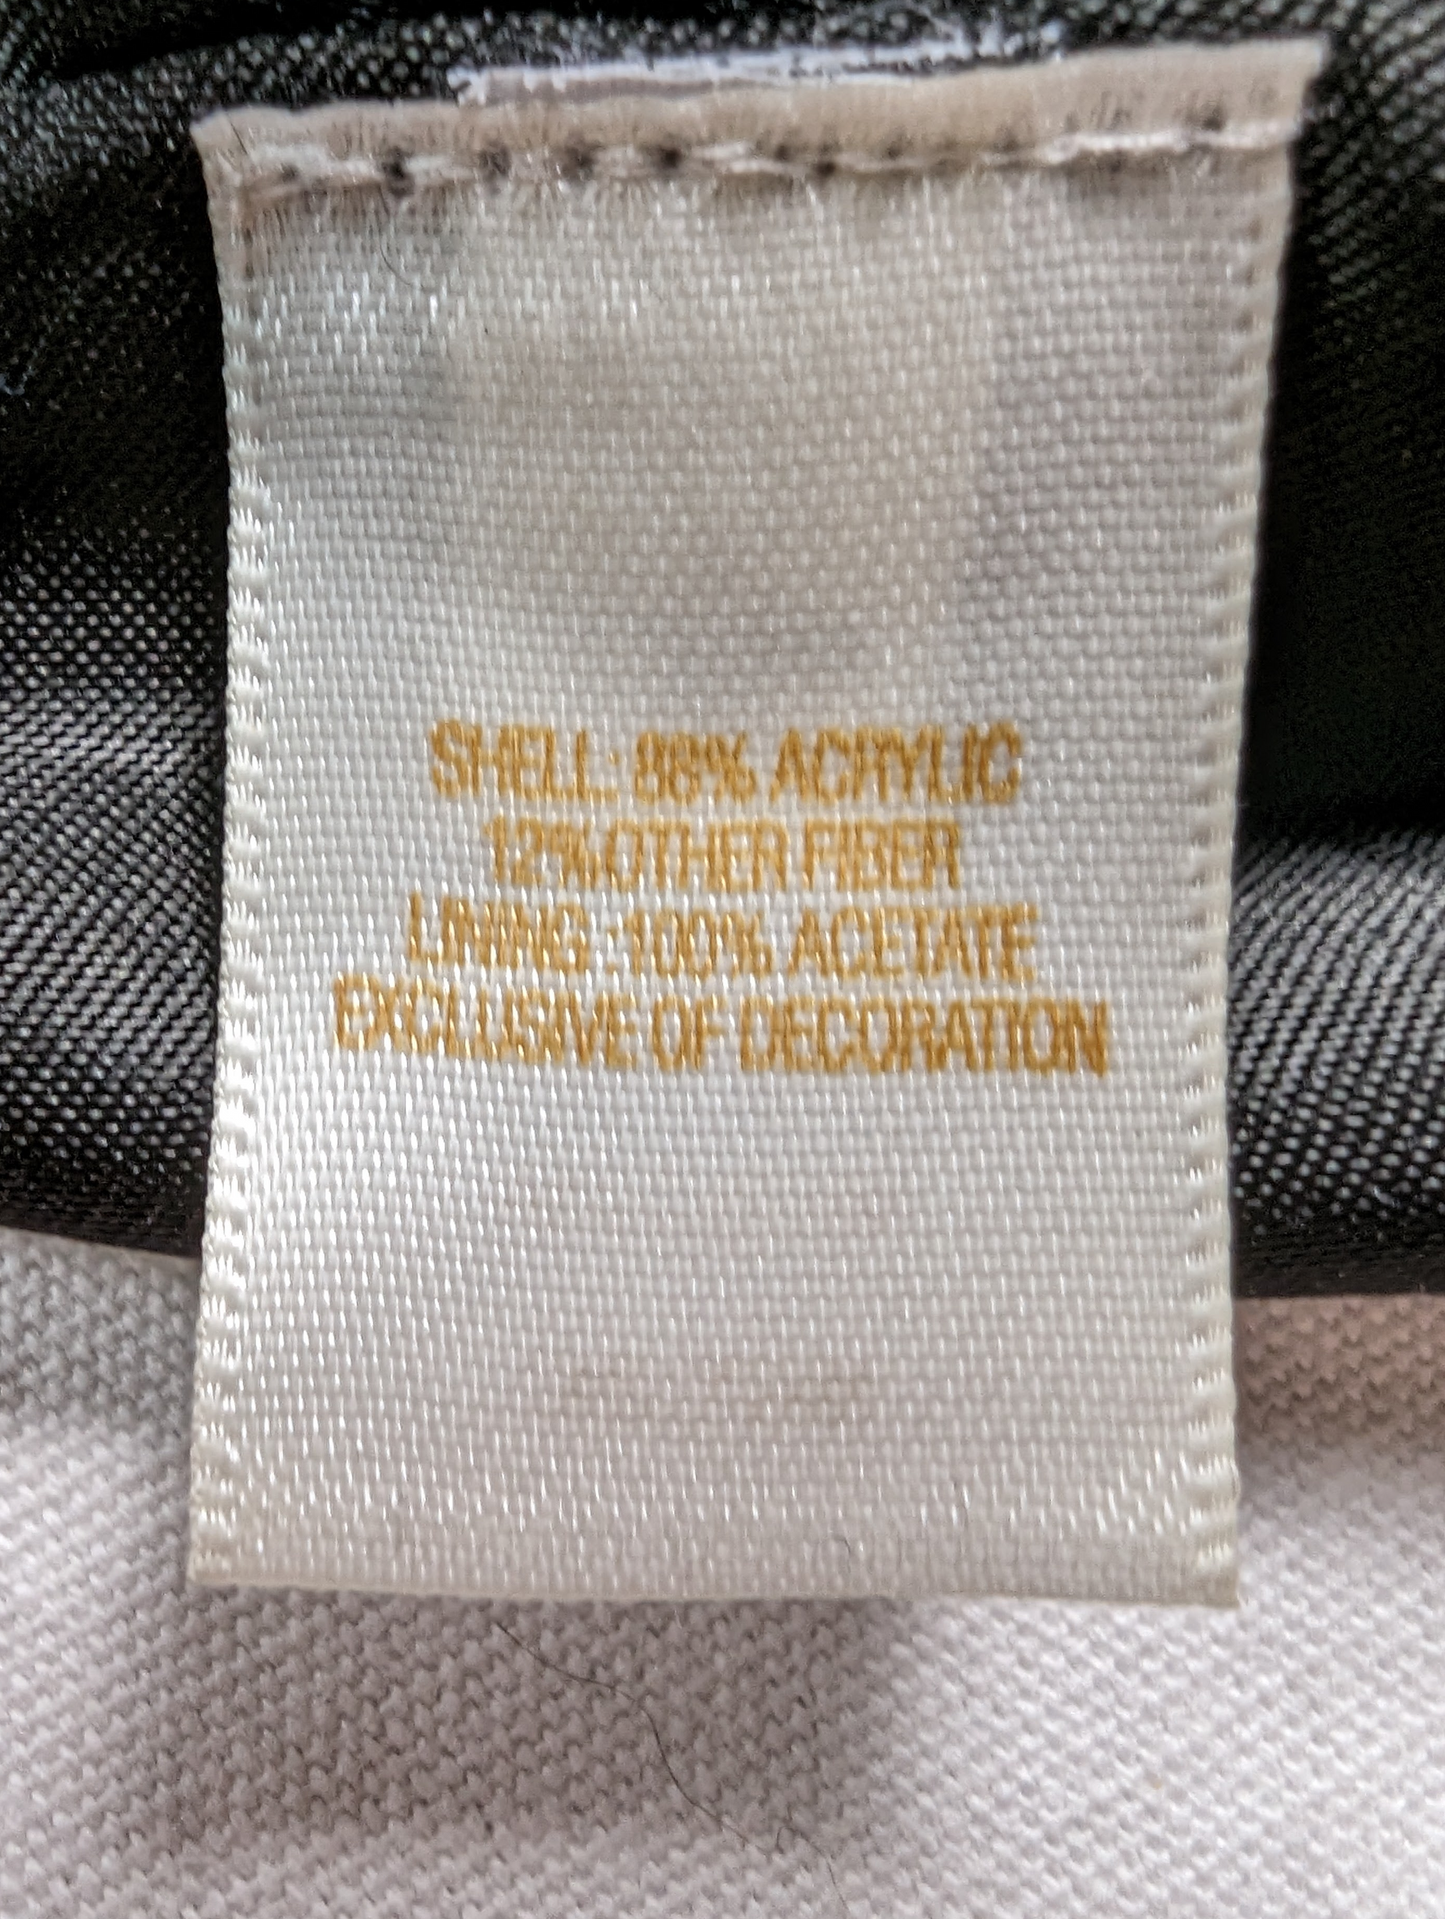 SHELL: 88% ACRYLIC
12%OTHER FIBER
LINING :100% ACETATE
EXCLUSIVE OF DECORATION